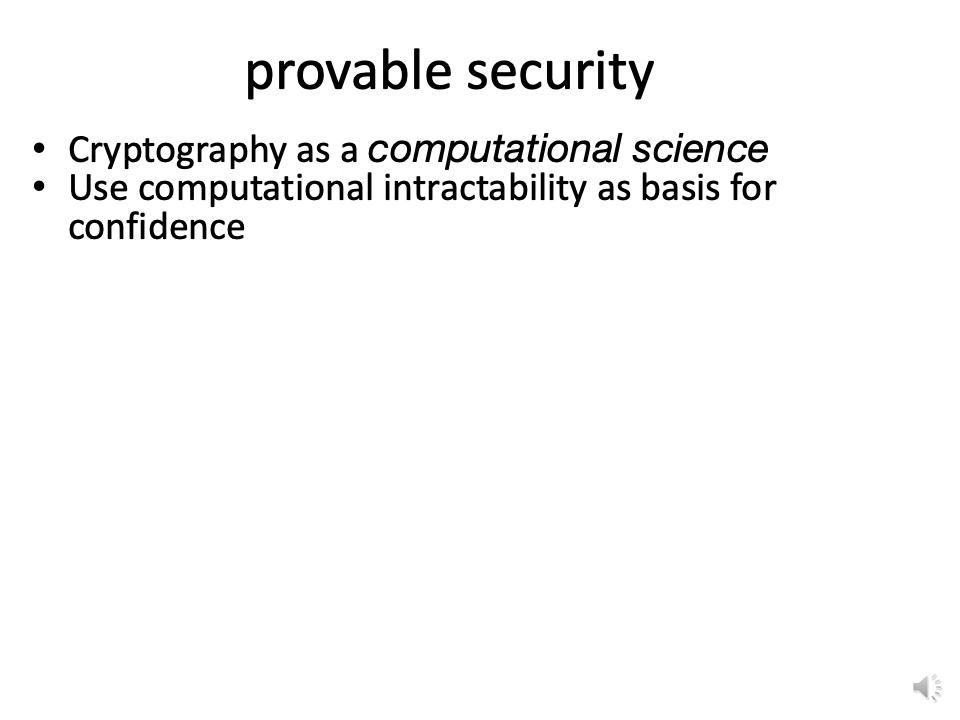 provable security
• Cryptography as a computational science
• Use computational intractability as basis for
confidence